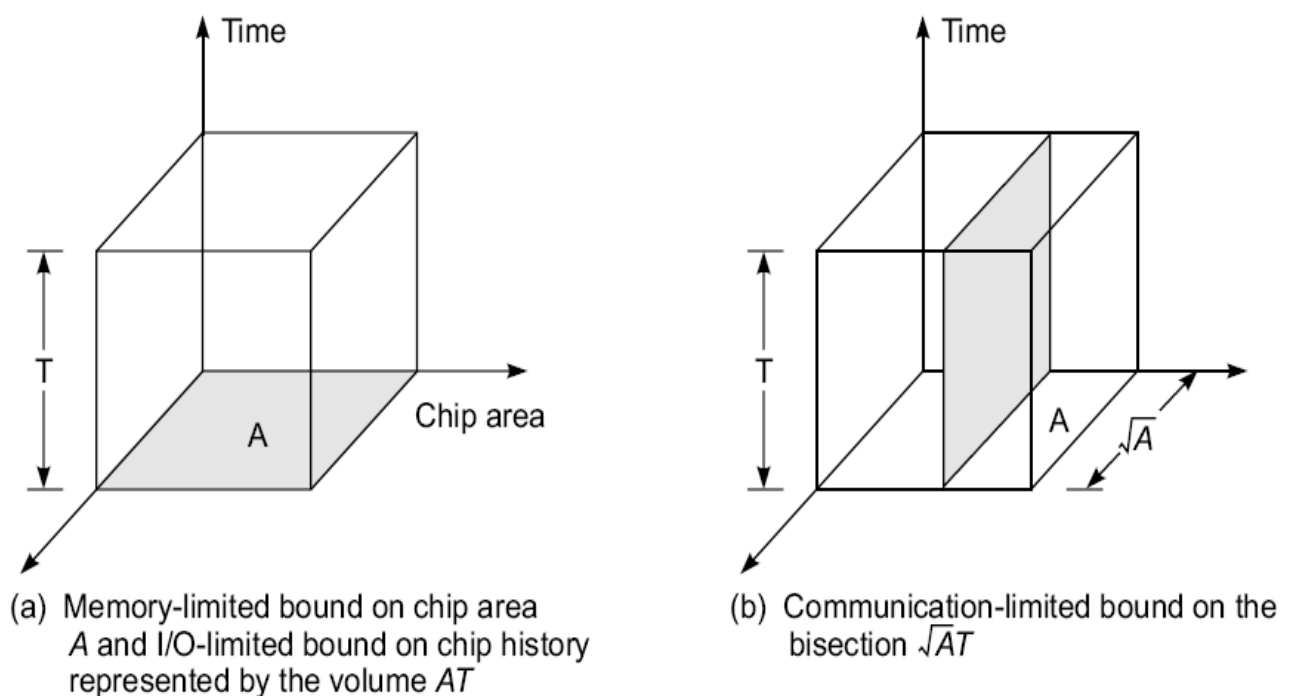 Time
T
A
Chip area
(a) Memory-limited bound on chip area
A and I/O-limited bound on chip history
represented by the volume AT
Time
T
A
√A
(b) Communication-limited bound on the
bisection √AT